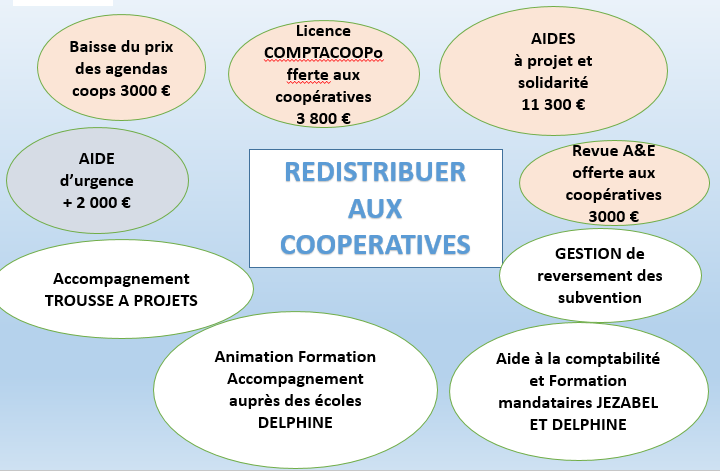 Baisse du prix
des agendas
coops 3000 €
Licence
COMPTACOOPo
fferte aux
coopératives
3 800 €
AIDES
à projet et
solidarité
11 300 €
AIDE
d’urgence
+ 2 000 €
REDISTRIBUER
AUX
COOPERATIVES
Revue A&E
offerte aux
coopératives
3000 €
Accompagnement
TROUSSE A PROJETS
GESTION de
reversement des
subvention
Animation Formation
Accompagnement
auprès des écoles
DELPHINE
Aide à la comptabilité
et Formation
mandataires JEZABEL
ET DELPHINE